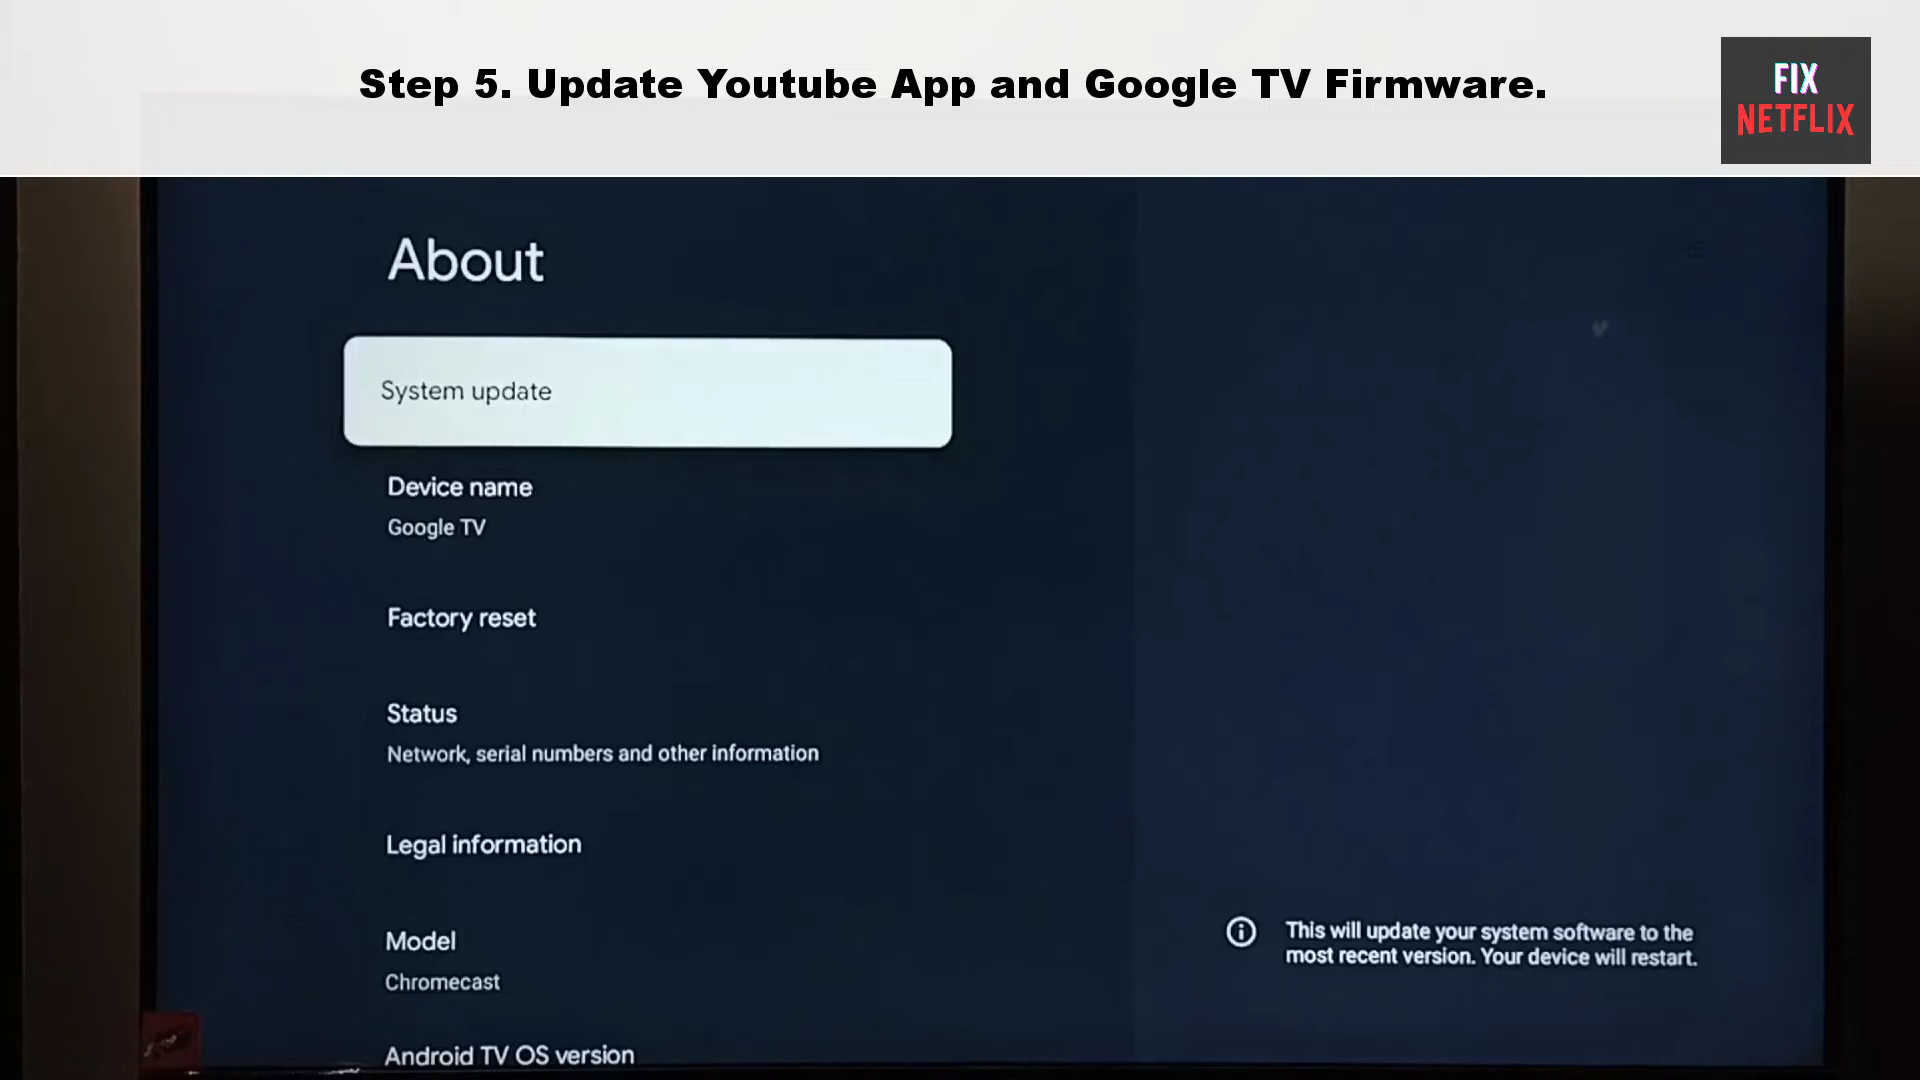 Step 5. Update Youtube App and Google TV Firmware.
FIX
NETFLIX
About
System update
Device name
Google TV
Factory reset
Status
Network, serial numbers and other information
Legal information
Model
Chromecast
Android TV OS version
This will update your system software to the
most recent version. Your device will restart.